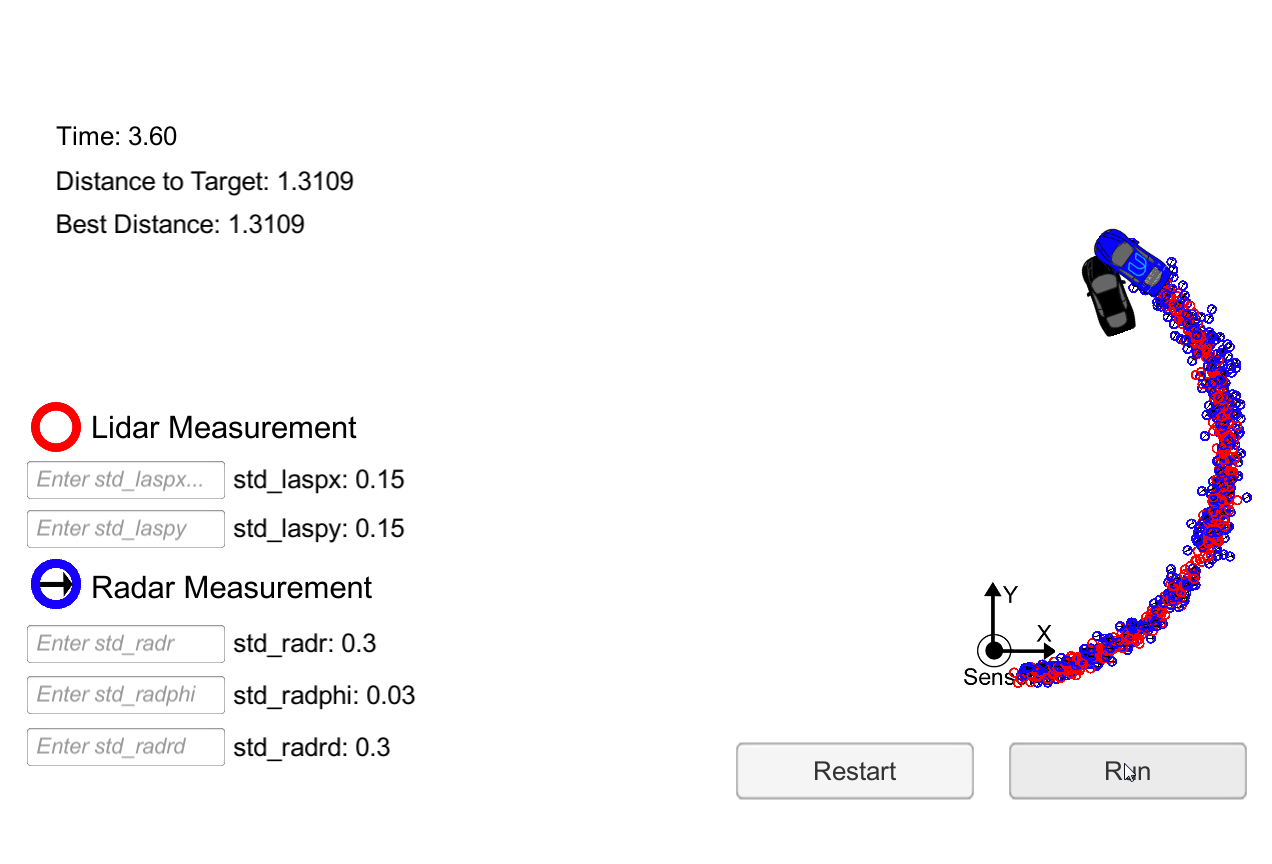 Time: 3.60
Distance to Target: 1.3109
Best Distance: 1.3109
Lidar Measurement
Enter std_laspx... std_laspx: 0.15
Enter std_laspy std_laspy: 0.15
Radar Measurement
Enter std_radr std_radr: 0.3
Enter std_radphi std_radphi: 0.03
Enter std_radrd std_radrd: 0.3
Y
X
Restart
Run